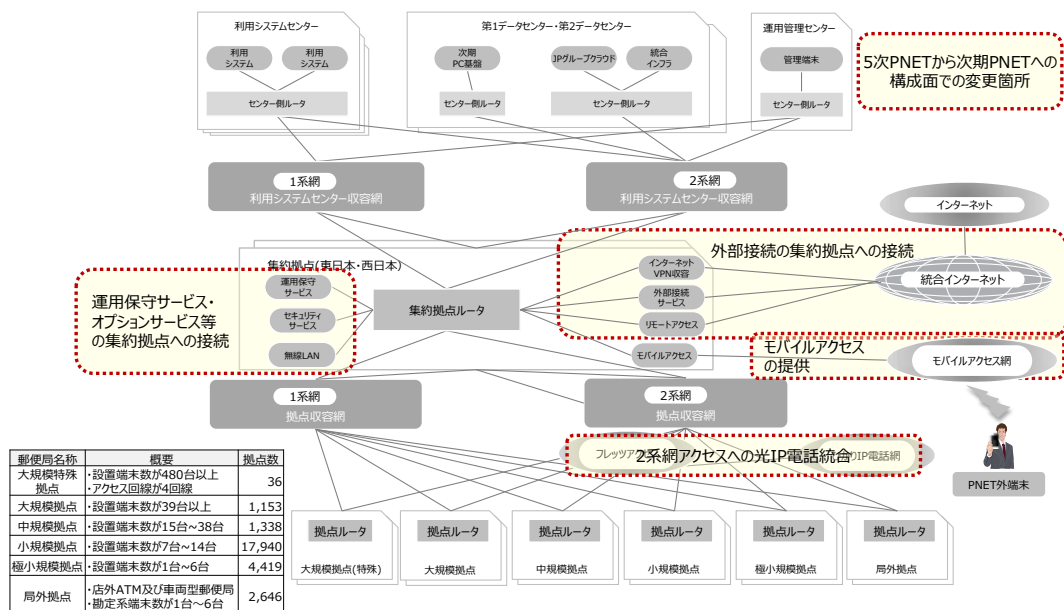 利用システムセンター
第1データセンター・第2データセンター
運用管理センター
利用
システム
利用
システム
次期
PC基盤
JPグループクラウド
統合
インフラ
管理端末
センター側ルータ
センター側ルータ
センター側ルータ
センター側ルータ
5次PNETから次期PNETへの
構成面での変更箇所
1系網
利用システムセンター収容網
2系網
利用システムセンター収容網
インターネット
外部接続の集約拠点への接続
集約拠点(東日本・西日本)
運用保守
サービス
セキュリティ
サービス
無線LAN
運用保守サービス・
オプションサービス等
の集約拠点への接続
集約拠点ルータ
インターネット
VPN収容
外部接続
サービス
リモートアクセス
モバイルアクセス
統合インターネット
モバイルアクセス
の提供
モバイルアクセス網
1系網
拠点収容網
2系網
拠点収容網
フレッツアク
IP電話網
2系網アクセスへの光IP電話統合
PNET外端末
郵便局名称 概要 拠点数
大規模特殊
拠点 ・設置端末数が480台以上
・アクセス回線が4回線 36
大規模拠点 ・設置端末数が39台以上 1,153
中規模拠点 ・設置端末数が15台~38台 1,338
小規模拠点 ・設置端末数が7台~14台 17,940
極小規模拠点 ・設置端末数が1台~6台 4,419
局外拠点 ・店外ATM及び車両型郵便局
・勘定系端末数が1台～6台 2,646
拠点ルータ
大規模拠点(特殊)
拠点ルータ
大規模拠点
拠点ルータ
中規模拠点
拠点ルータ
小規模拠点
拠点ルータ
極小規模拠点
拠点ルータ
局外拠点